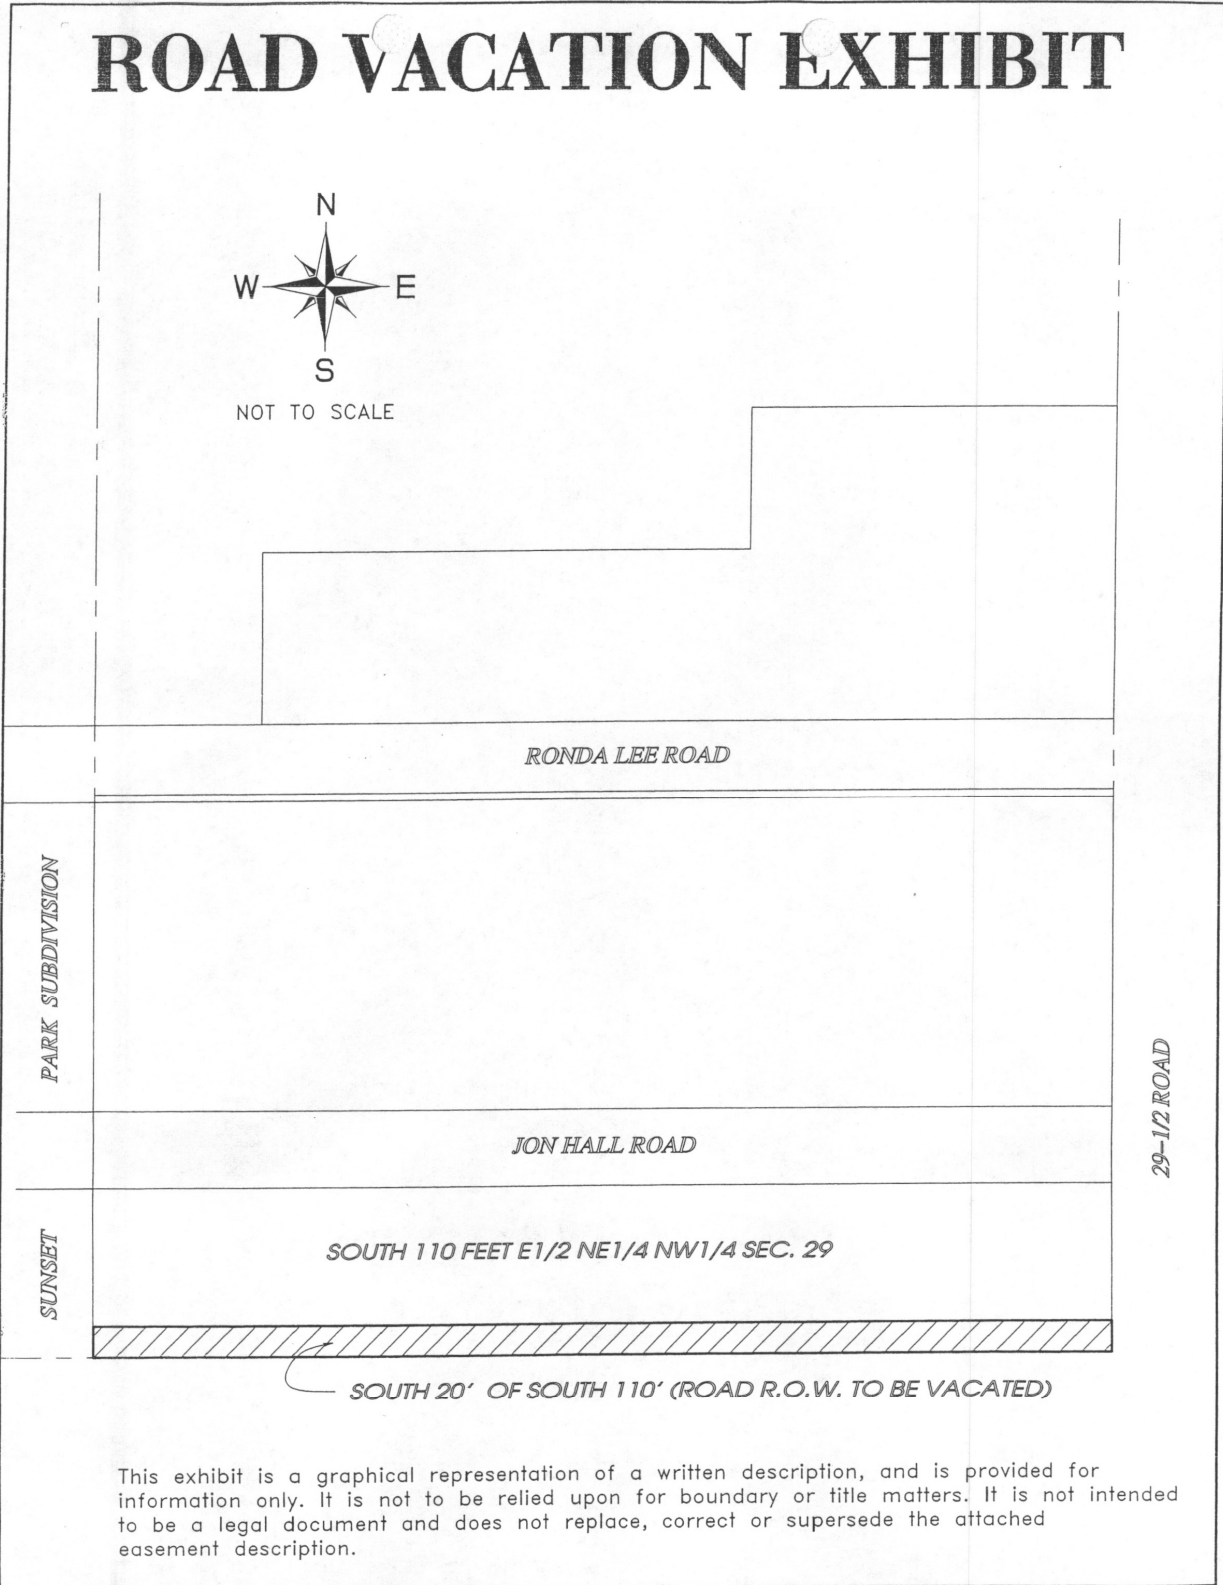 ROAD VACATION EXHIBIT
N
W E
S
NOT TO SCALE
RONDA LEE ROAD
PARK SUBDIVISION
29-1/2 ROAD
JON HALL ROAD
SUNSET
SOUTH 110 FEET E1/2 NE1/4 NW1/4 SEC. 29
SOUTH 20' OF SOUTH 110' (ROAD R.O.W. TO BE VACATED)
This exhibit is a graphical representation of a written description, and is provided for
information only. It is not to be relied upon for boundary or title matters. It is not intended
to be a legal document and does not replace, correct or supersede the attached
easement description.